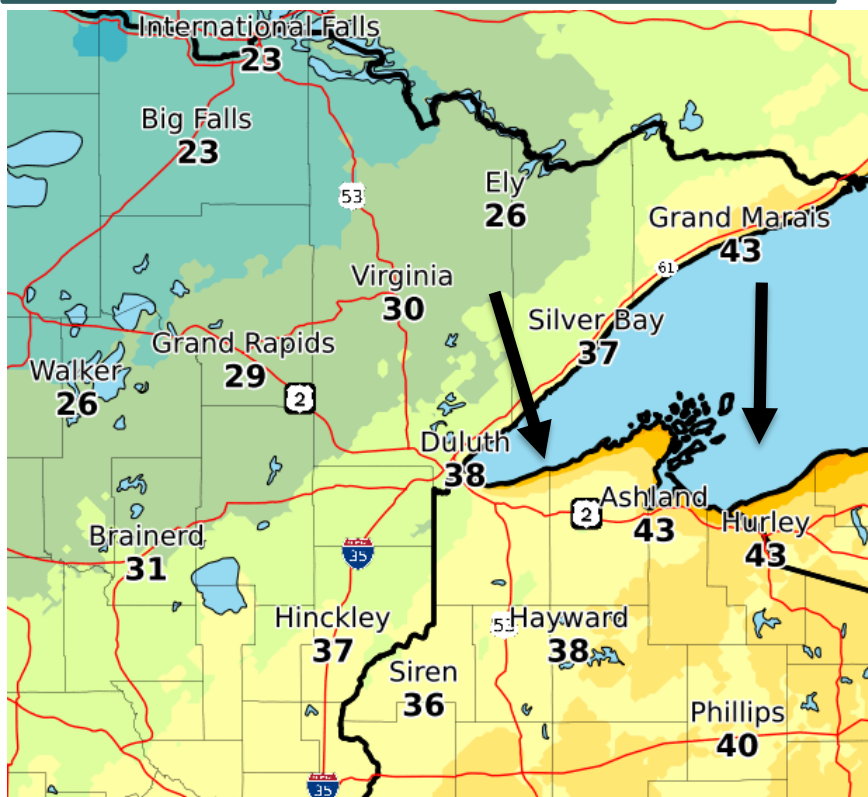 International Falls
23
Big Falls
23
53
Ely
26
Grand Marais
43
61
Virginia
30
Silver Bay
37
Grand Rapids
29
Walker
26
2
Duluth
38
Ashland
43
2
Hurley
43
Brainerd
31
35
Hinckley
37
53
Hayward
38
Siren
36
Phillips
40
35